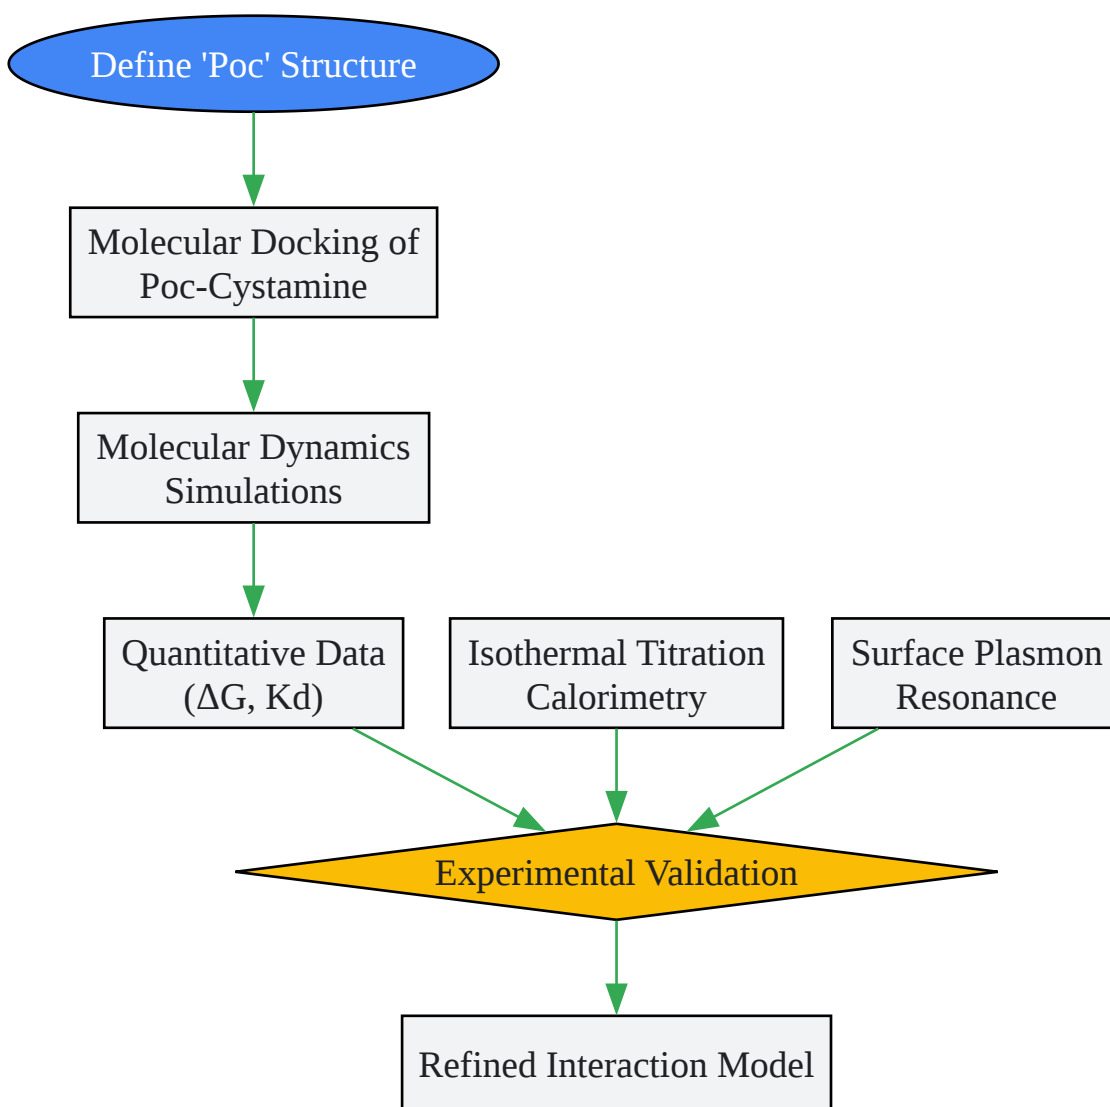 Define 'Poc' Structure
Molecular Docking of
Poc-Cystamine
Molecular Dynamics
Simulations
Quantitative Data
(ΔG, Kd)
Isothermal Titration
Calorimetry
Surface Plasmon
Resonance
Experimental Validation
Refined Interaction Model